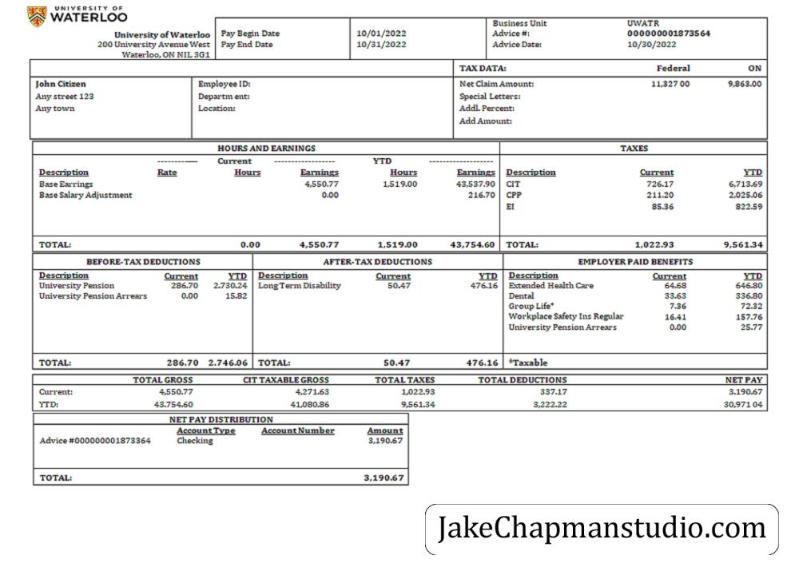 UNIVERSITY OF
WATERLOO
University of Waterloo
200 University Avenue West
Waterloo, ON NIL 3G1
Pay Begin Date 10/01/2022
Pay End Date 10/31/2022
Business Unit UWATR
Advice #: 000000001873564
Advice Date: 10/30/2022
TAX DATA: Federal ON
John Citizen
Any street 123
Any town
Employee ID:
Departm ent:
Location:
Net Claim Amount: 11,327 00 9,863.00
Special Letters:
Addl. Percent:
Add Amount:
HOURS AND EARNINGS
Current YTD
Description Rate Hours Earnings Hours Earnings
Base Earrings 4,550.77 1,519.00 43,537.90
Base Salary Adjustment 0.00 216.70
TOTAL: 0.00 4,550.77 1,519.00 43,754.60
TAXES
Description Current YTD
CIT 726.17 6,713.69
CPP 211.20 2,025.06
EI 85.36 822.59
TOTAL: 1,022.93 9,561.34
BEFORE-TAX DEDUCTIONS
Description Current YTD
University Pension 286.70 2.730.24
University Pension Arrears 0.00 15.82
TOTAL: 286.70 2.746.06
AFTER-TAX DEDUCTIONS
Description Current YTD
Long Term Disability 50.47 476.16
TOTAL: 50.47 476.16
EMPLOYER PAID BENEFITS
Description Current YTD
Extended Health Care 64.68 646.80
Dental 33.63 336.80
Group Life* 7.36 72.32
Workplace Safety Ins Regular 16.41 157.76
University Pension Arrears 0.00 25.77
*Taxable
TOTAL GROSS CIT TAXABLE GROSS TOTAL TAXES TOTAL DEDUCTIONS NET PAY
Current: 4,550.77 4,271.63 1,022.93 337.17 3.190.67
YTD: 43.754.60 41,080.86 9,561.34 3,222.22 30,971 04
NET PAY DISTRIBUTION
Account Type Account Number Amount
Advice #000000001873364 Checking 3,190.67
TOTAL: 3,190.67
JakeChapmanstudio.com